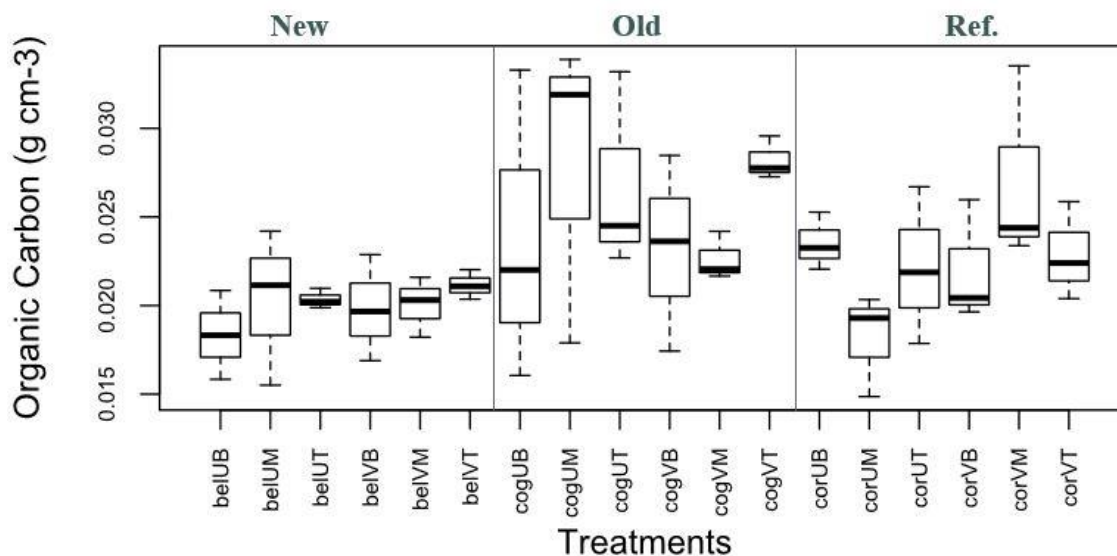 New Old Ref.
Organic Carbon (g cm-3)
0.030
0.025
0.020
0.015
belUB belUM belUT belVB belVM belVT cogUB cogUM cogUT cogVB cogVM cogVT corUB corUM corUT corVB corVM corVT
Treatments